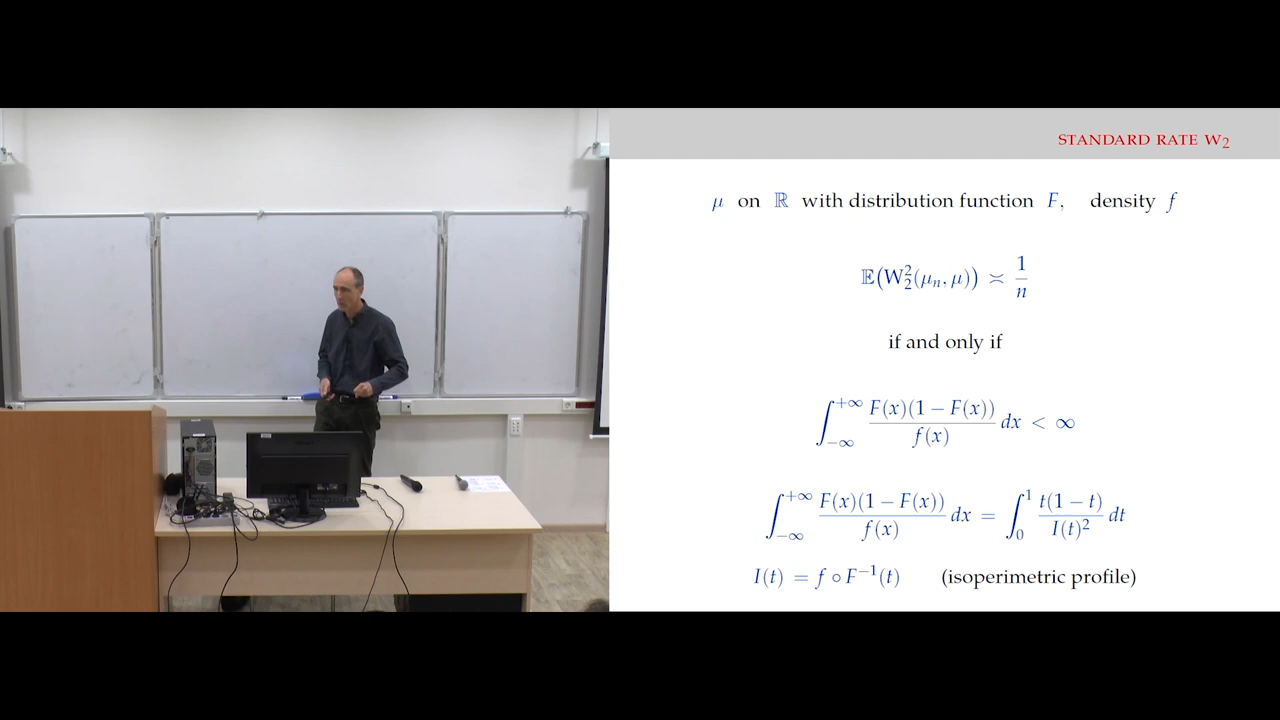 STANDARD RATE W₂
μ on ℝ with distribution function F, density f
𝔼(W₂²(μₙ, μ)) ≍ 1/n
if and only if
∫_{−∞}^{+∞} F(x)(1 − F(x))/f(x) dx < ∞
∫_{−∞}^{+∞} F(x)(1 − F(x))/f(x) dx = ∫_0^1 t(1 − t)/I(t)² dt
I(t) = f ∘ F⁻¹(t) (isoperimetric profile)